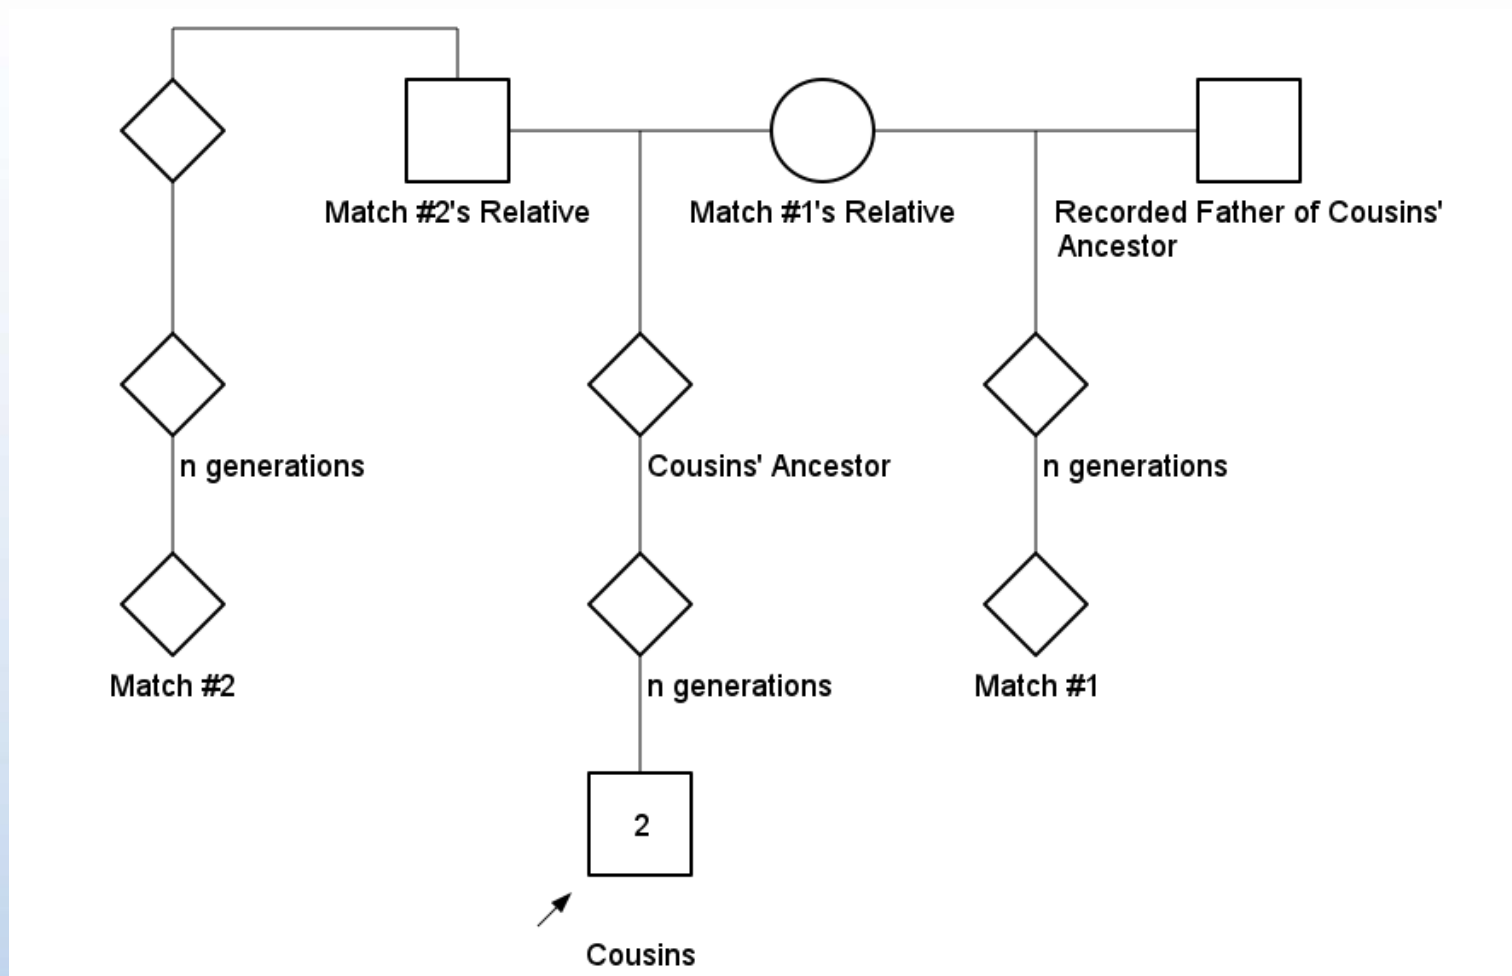 Match #2's Relative
Match #1's Relative
Recorded Father of Cousins'
Ancestor
n generations
Cousins' Ancestor
n generations
Match #2
n generations
Match #1
2
Cousins